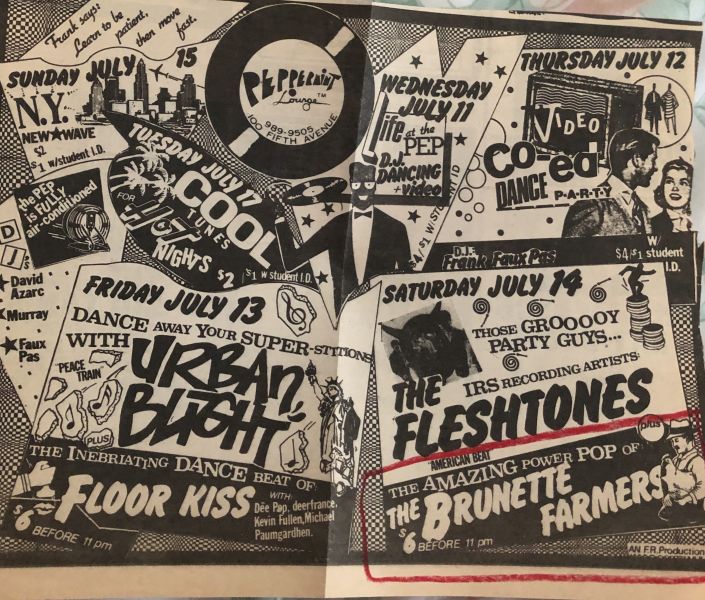 Frank says:
Learn to be
patient,
then move
fast.
SUNDAY JULY 15
N.Y.
NEW WAVE
$2
$1 w/student I.D.
PEPPERMINT
Lounge™
989-9505
100 FIFTH AVENUE
WEDNESDAY
JULY 11
Life at the
PEP!
D.J.
DANCING
+ video
$4/$1 w/STUDENT ID
THURSDAY JULY 12
VIDEO
CO-ed
DANCE P·A·R·T·Y
D.J.:
Frank Faux Pas
W/
$4/$1 student
I.D.
TUESDAY JULY 17
COOL
TUNES
FOR
HOT
NIGHTS
$2
$1 w student I.D.
the PEP
is FULLY
air-conditioned
DJ's
David
Azarc
Murray
Faux
Pas
FRIDAY JULY 13
DANCE AWAY YOUR SUPER-STITIONS
WITH
URBAN
BLIGHT
PEACE
TRAIN
PLUS
THE INEBRIATING DANCE BEAT OF:
FLOOR KISS
WITH:
Dee Pop, deerfrance,
Kevin Fullen, Michael
Paumgardhen.
$6 BEFORE 11 pm
SATURDAY JULY 14
THOSE GROOOOY
PARTY GUYS...
IRS RECORDING ARTISTS:
THE
FLESHTONES
"AMERICAN BEAT
plus
THE AMAZING POWER POP OF:
THE BRUNETTE
FARMERS
$6 BEFORE 11 pm
AN F.R. Production